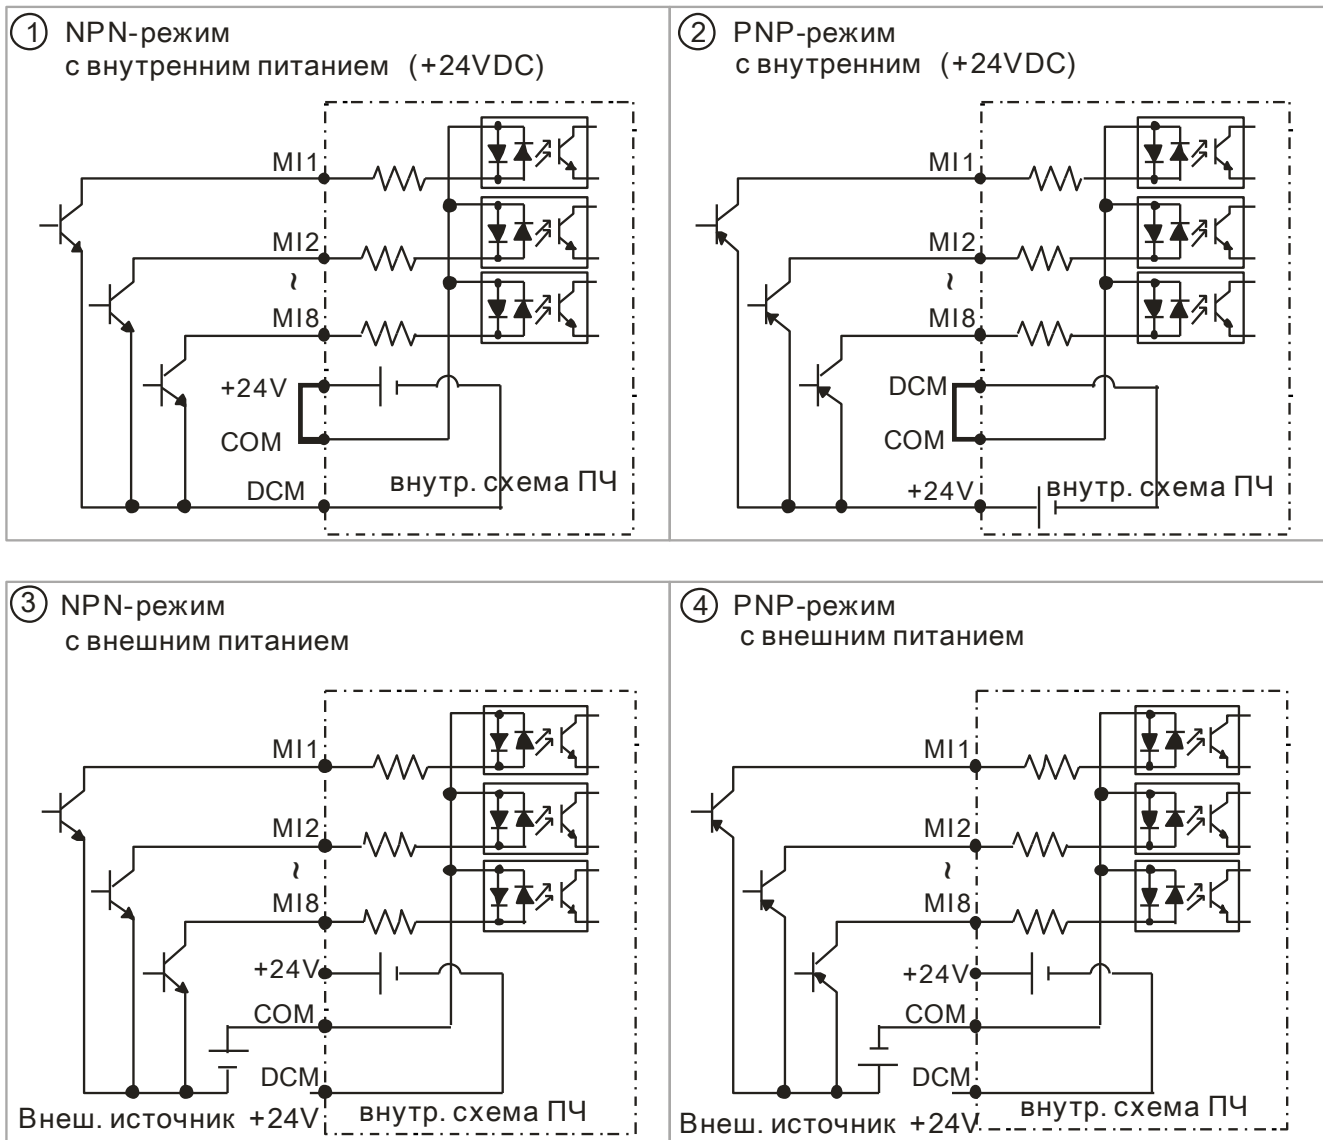 1 NPN-режим
с внутренним питанием (+24VDC)
MI1
MI2
~
MI8
+24V
COM
DCM
внутр. схема ПЧ
2 PNP-режим
с внутренним (+24VDC)
MI1
MI2
~
MI8
DCM
COM
+24V
внутр. схема ПЧ
3 NPN-режим
с внешним питанием
MI1
MI2
~
MI8
+24V
COM
DCM
Внеш. источник +24V
внутр. схема ПЧ
4 PNP-режим
с внешним питанием
MI1
MI2
~
MI8
+24V
COM
DCM
Внеш. источник +24V
внутр. схема ПЧ